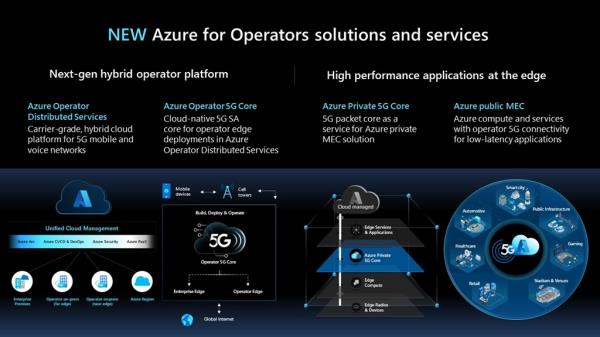 NEW Azure for Operators solutions and services
Next-gen hybrid operator platform
High performance applications at the edge
Azure Operator
Distributed Services
Carrier-grade, hybrid cloud
platform for 5G mobile and
voice networks
Azure Operator 5G Core
Cloud-native 5G SA
core for operator edge
deployments in Azure
Operator Distributed Services
Azure Private 5G Core
5G packet core as a
service for Azure private
MEC solution
Azure public MEC
Azure compute and services
with operator 5G connectivity
for low-latency applications
Unified Cloud Management
Azure Arc
Azure CI/CD & DevOps
Azure Security
Azure PaaS
Enterprise
Premises
Operator on-prem
(far edge)
Operator on-prem
(near edge)
Azure Region
Mobile
devices
Cell
towers
Build, Deploy & Operate
5G
Operator 5G Core
Enterprise Edge
Operator Edge
Global Internet
Cloud managed
Edge Services
& Applications
Azure Private
5G Core
Edge
Compute
Edge Radios
& Devices
Smart city
Automotive
Public Infrastructure
Healthcare
5G
Gaming
Retail
Stadium & Venues